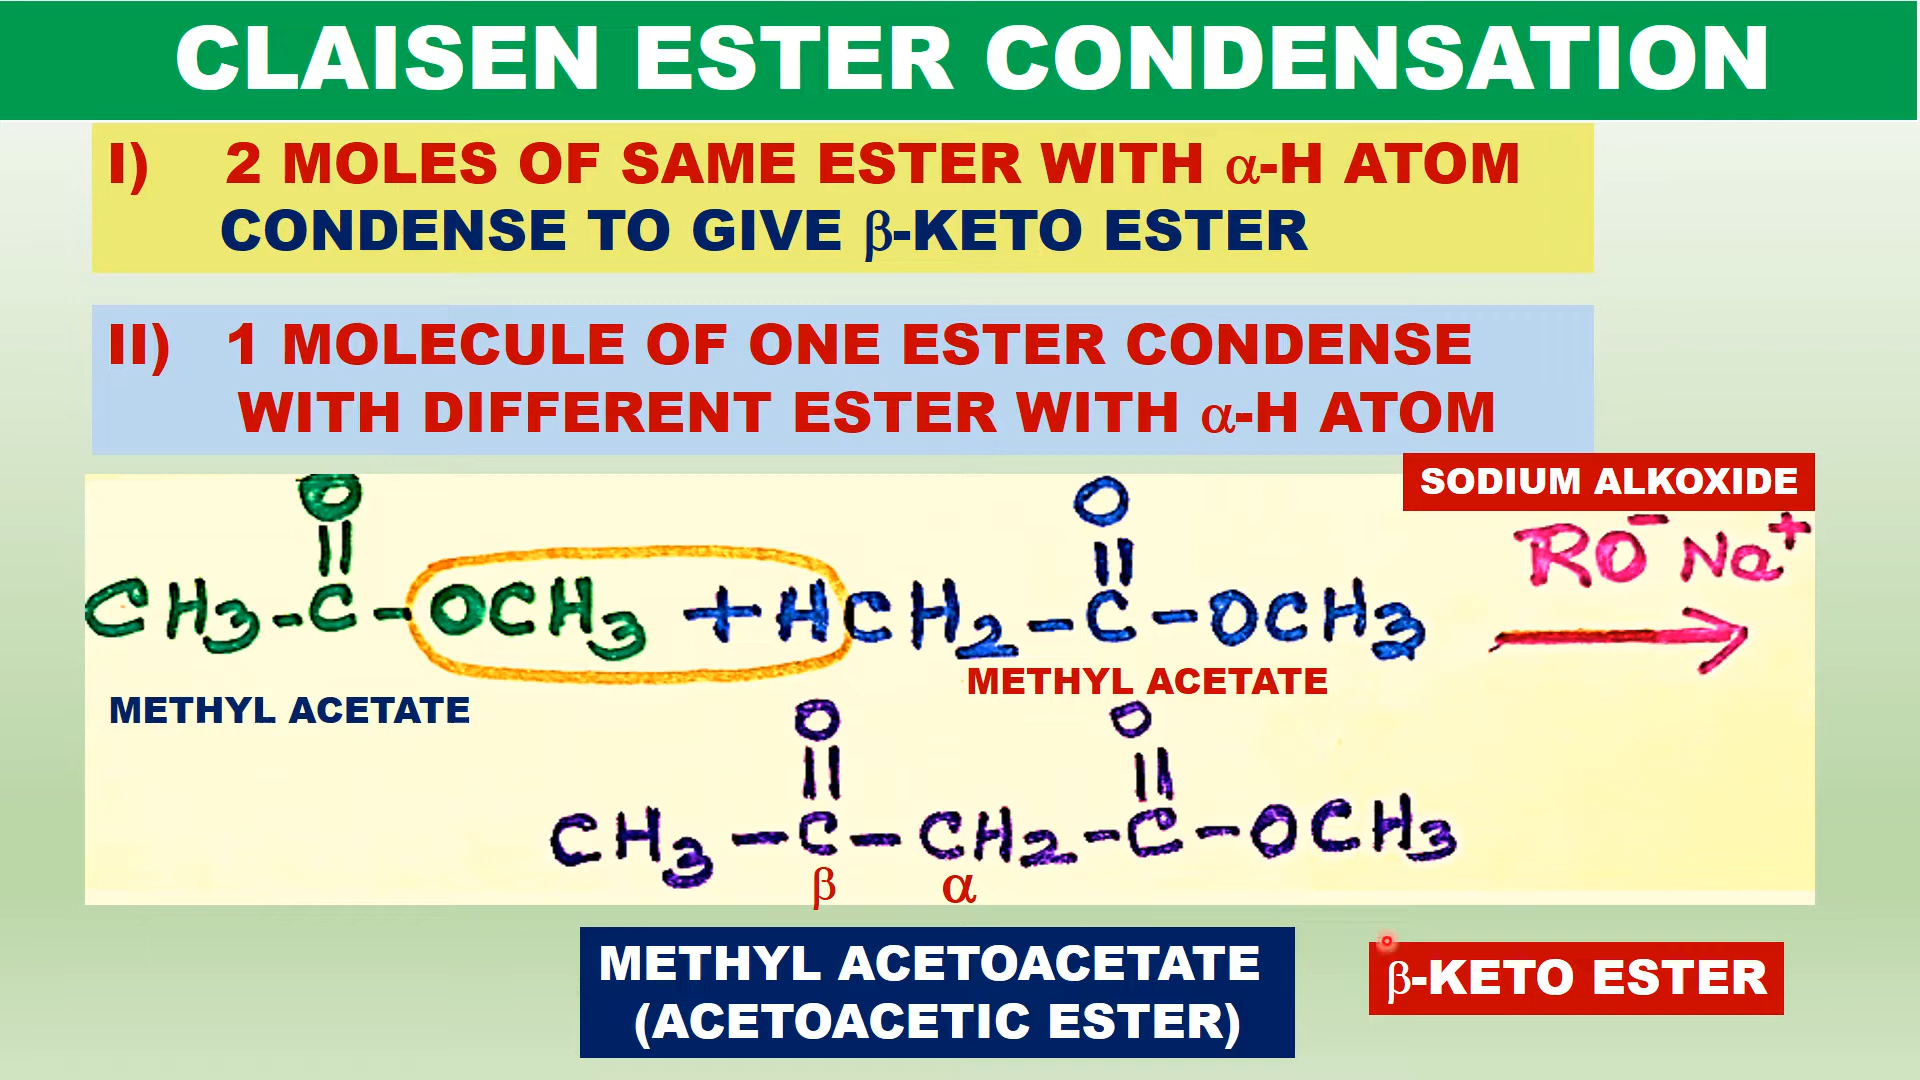 CLAISEN ESTER CONDENSATION
I) 2 MOLES OF SAME ESTER WITH α-H ATOM
CONDENSE TO GIVE β-KETO ESTER
II) 1 MOLECULE OF ONE ESTER CONDENSE
WITH DIFFERENT ESTER WITH α-H ATOM
SODIUM ALKOXIDE
O O
|| ||
RO⁻ Na⁺
CH3-C-OCH3 + HCH2-C-OCH3
METHYL ACETATE
METHYL ACETATE
O O
|| ||
CH3-C-CH2-C-OCH3
β α
METHYL ACETOACETATE
(ACETOACETIC ESTER)
β-KETO ESTER